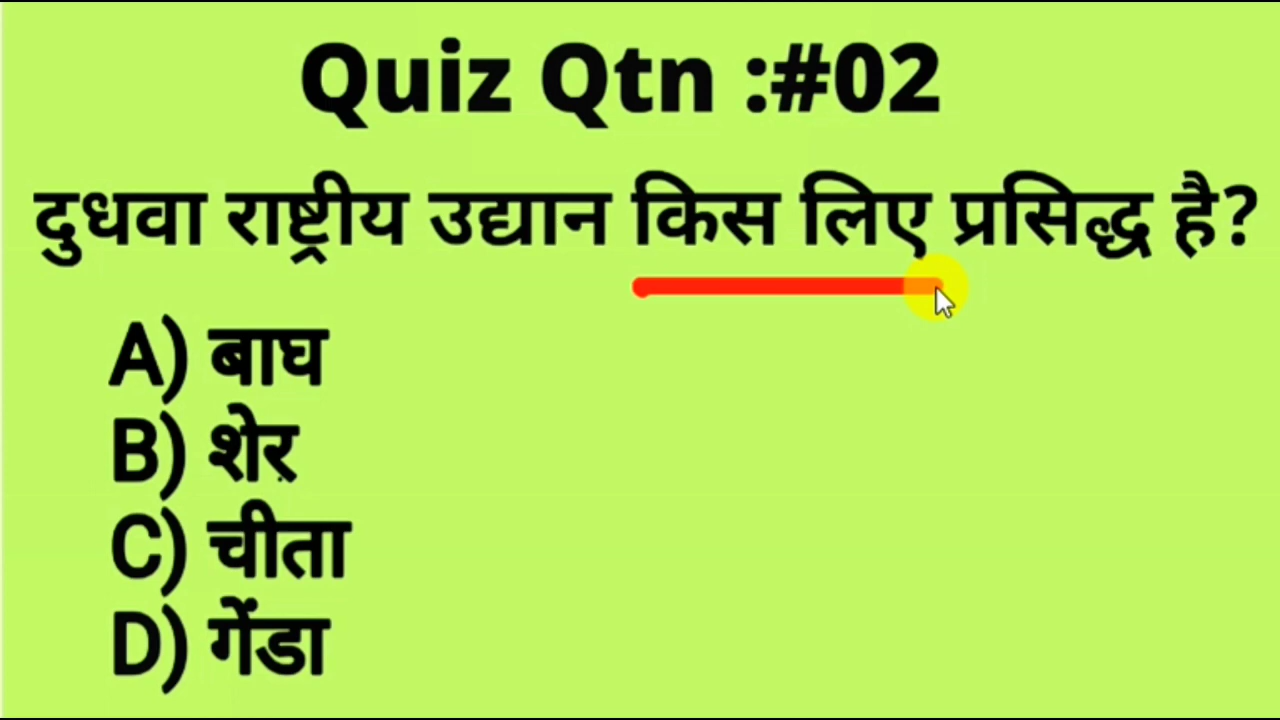 Quiz Qtn :#02
दुधवा राष्ट्रीय उद्यान किस लिए प्रसिद्ध है?
A) बाघ
B) शेर
C) चीता
D) गेंडा